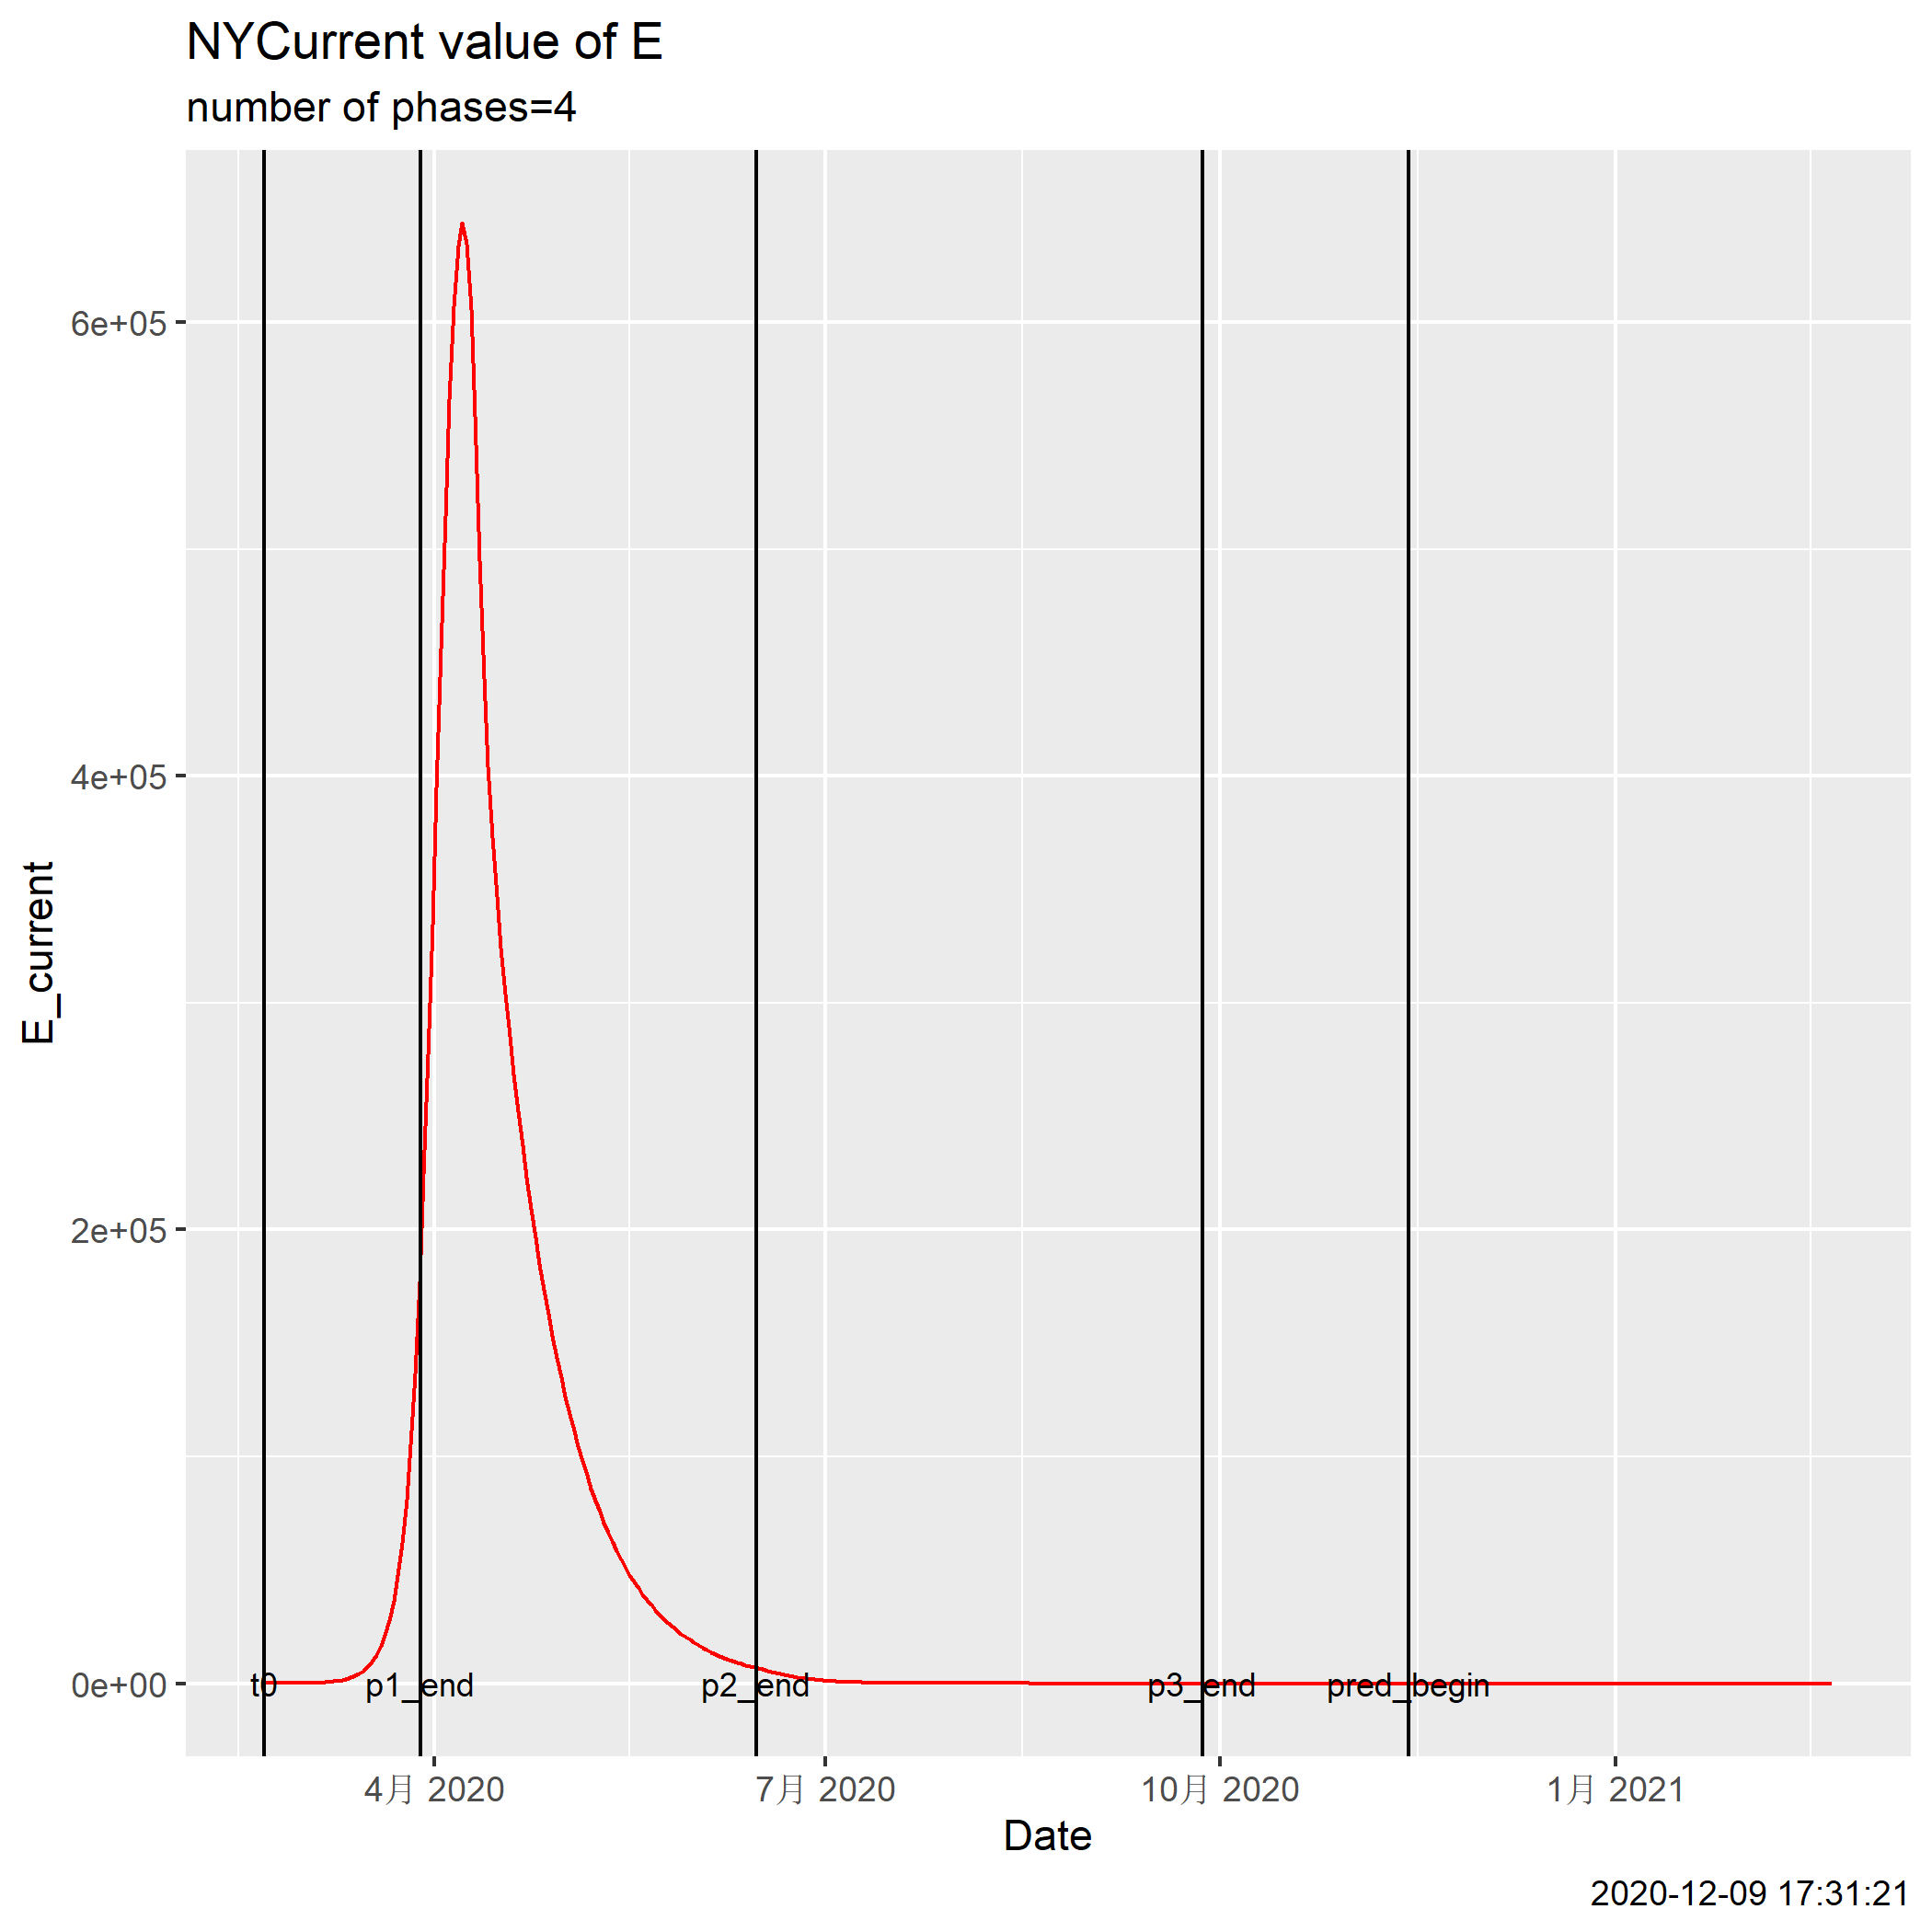 NYCurrent value of E
number of phases=4
E_current
6e+05
4e+05
2e+05
0e+00
t0
p1_end
p2_end
p3_end
pred_begin
4月 2020
7月 2020
10月 2020
1月 2021
Date
2020-12-09 17:31:21